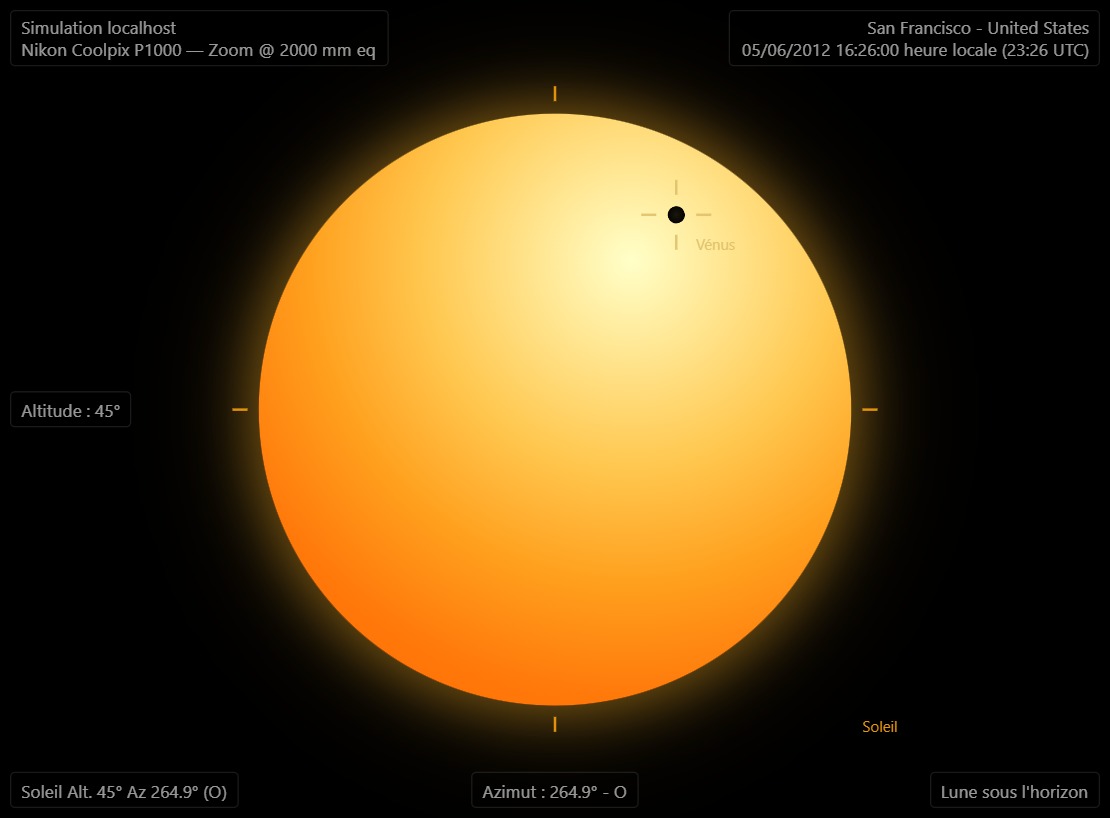 Simulation localhost
Nikon Coolpix P1000 — Zoom @ 2000 mm eq
San Francisco - United States
05/06/2012 16:26:00 heure locale (23:26 UTC)
Vénus
Altitude : 45°
Soleil
Soleil Alt. 45° Az 264.9° (O)
Azimut : 264.9° - O
Lune sous l'horizon